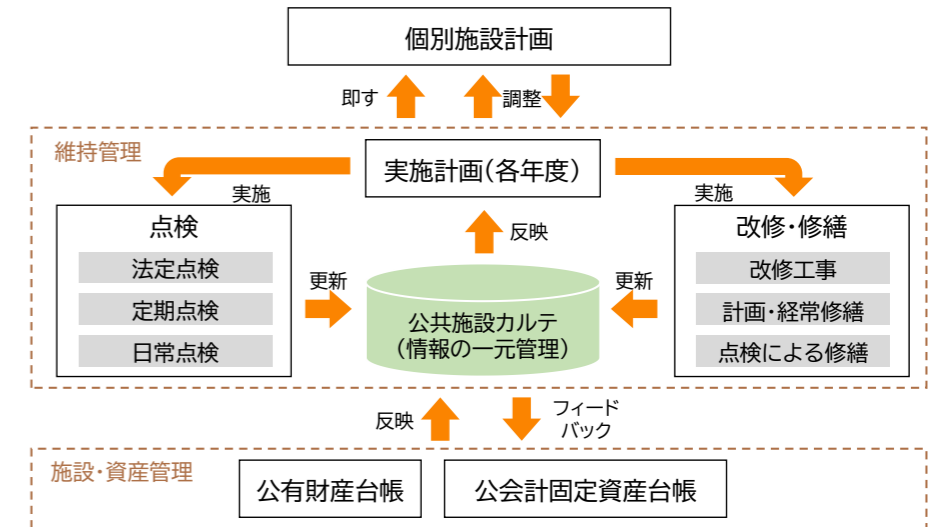 個別施設計画
即す
調整
維持管理
実施計画(各年度)
実施
実施
点検
法定点検
定期点検
日常点検
反映
改修・修繕
改修工事
計画・経常修繕
点検による修繕
更新
更新
公共施設カルテ
(情報の一元管理)
反映
フィード
バック
施設・資産管理
公有財産台帳
公会計固定資産台帳